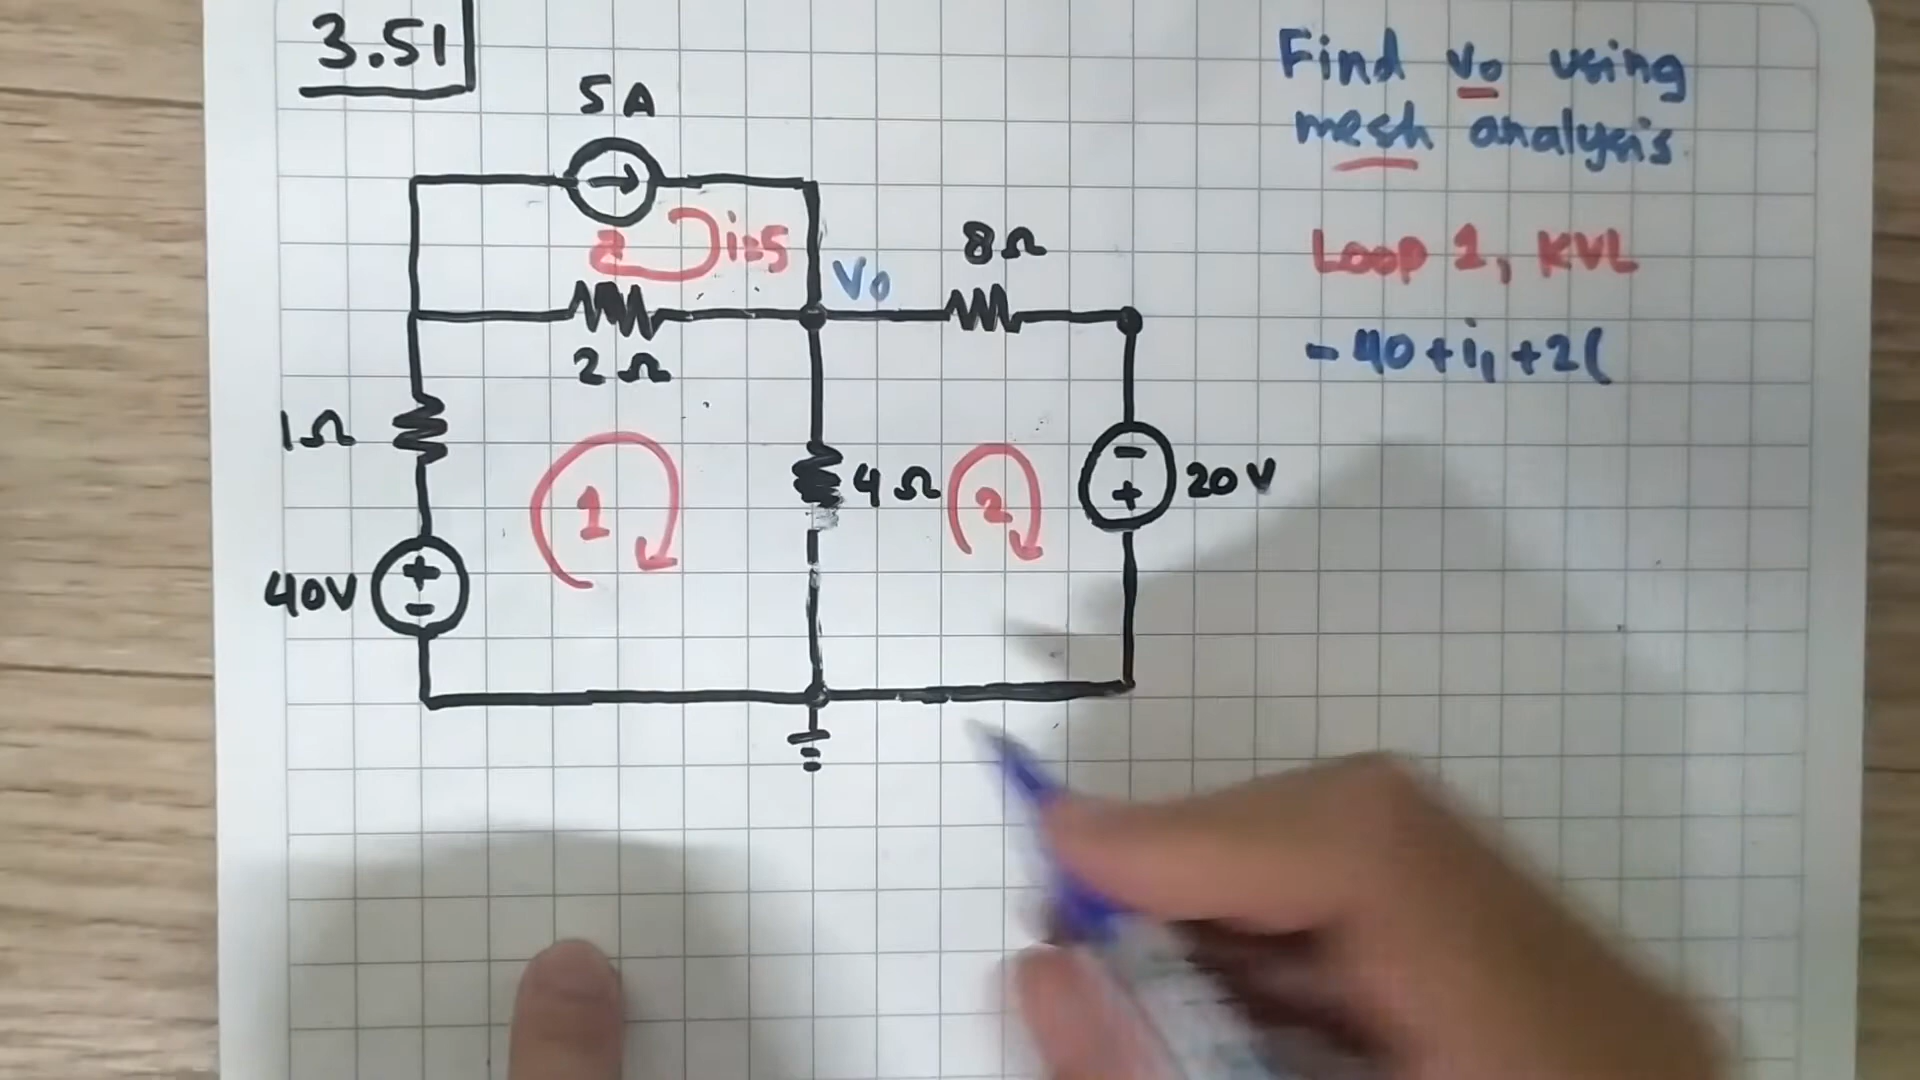 3.51
5A
i=5
Vo
8Ω
2Ω
1Ω
1
4Ω
2
- +
20V
40V
+ -
Find vo using
mesh analysis
Loop 1, KVL
-40+i₁+2(